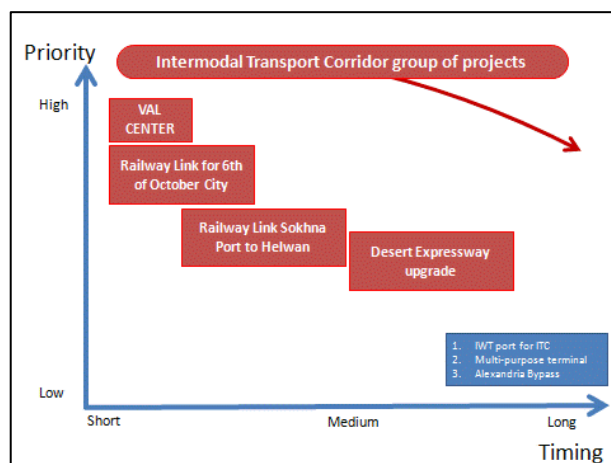 Priority
Intermodal Transport Corridor group of projects
High
VAL
CENTER
Railway Link for 6th
of October City
Railway Link Sokhna
Port to Helwan
Desert Expressway
upgrade
1. IWT port for ITC
2. Multi-purpose terminal
3. Alexandria Bypass
Low
Short
Medium
Long
Timing